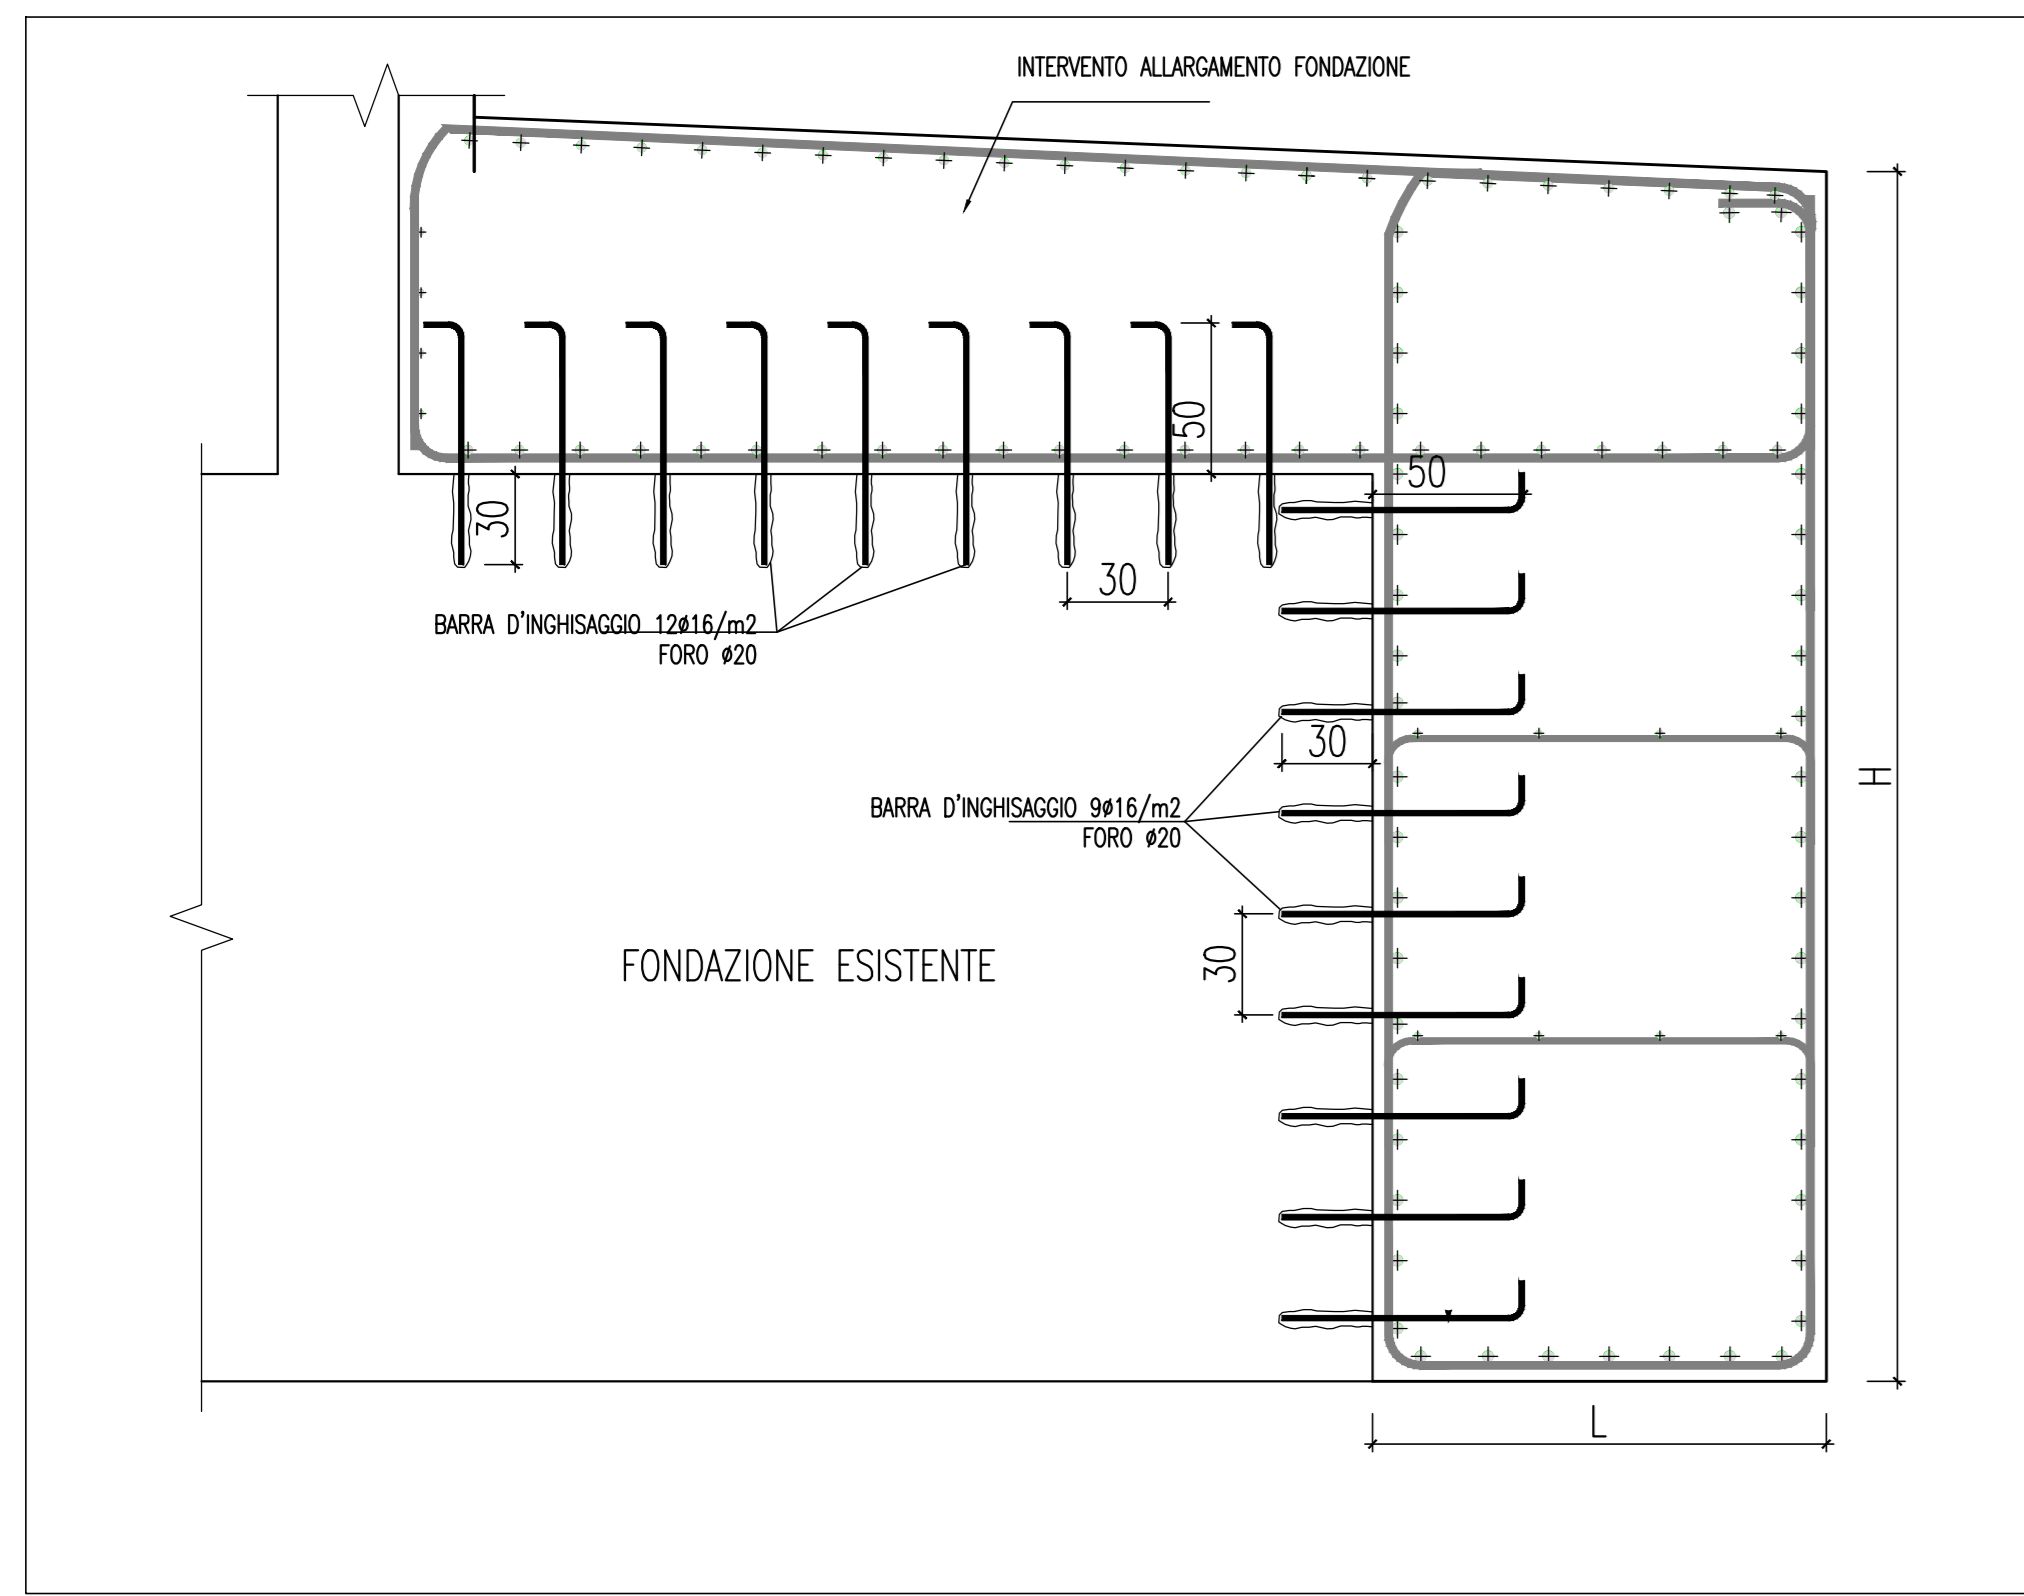 INTERVENTO ALLARGAMENTO FONDAZIONE
50
50
30
30
BARRA D'INGHISAGGIO 12ø16/m2
FORO ø20
30
H
BARRA D'INGHISAGGIO 9ø16/m2
FORO ø20
30
FONDAZIONE ESISTENTE
L